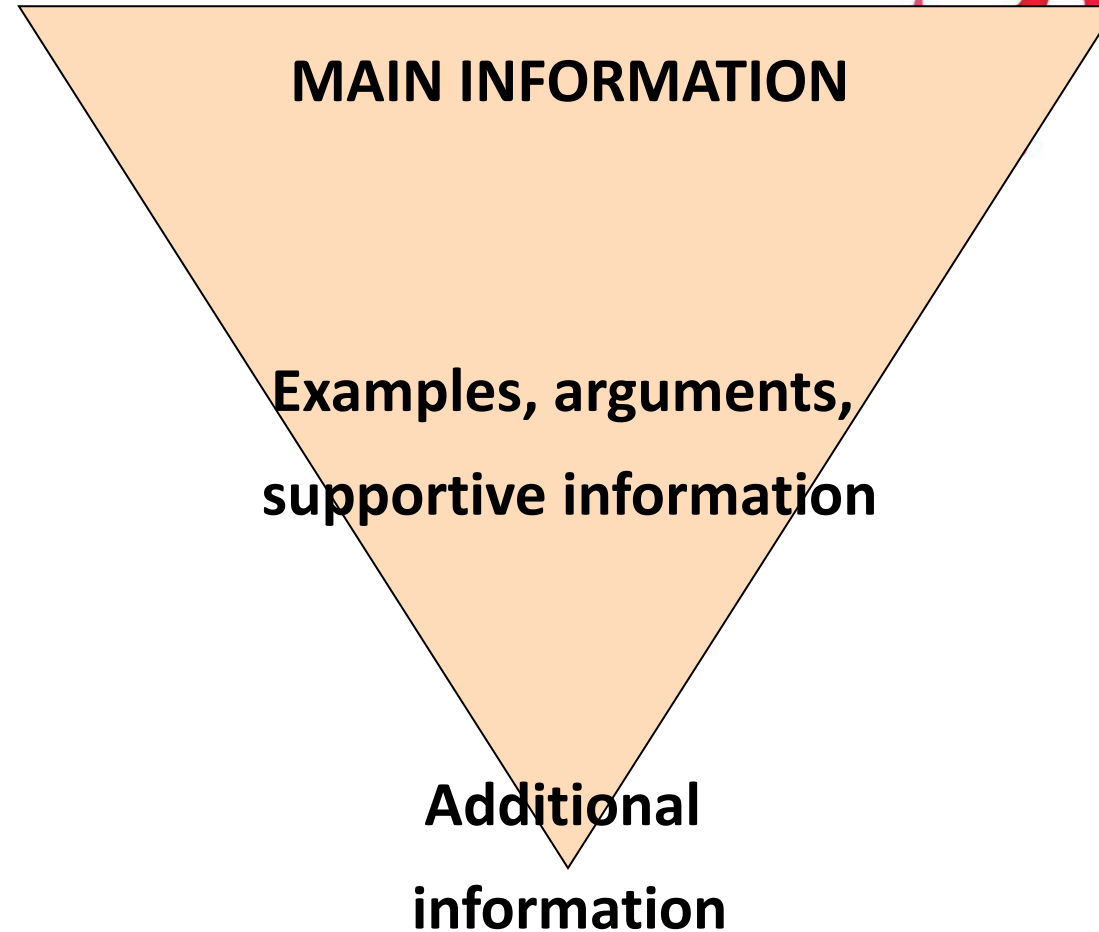 MAIN INFORMATION
Examples, arguments,
supportive information
Additional
information